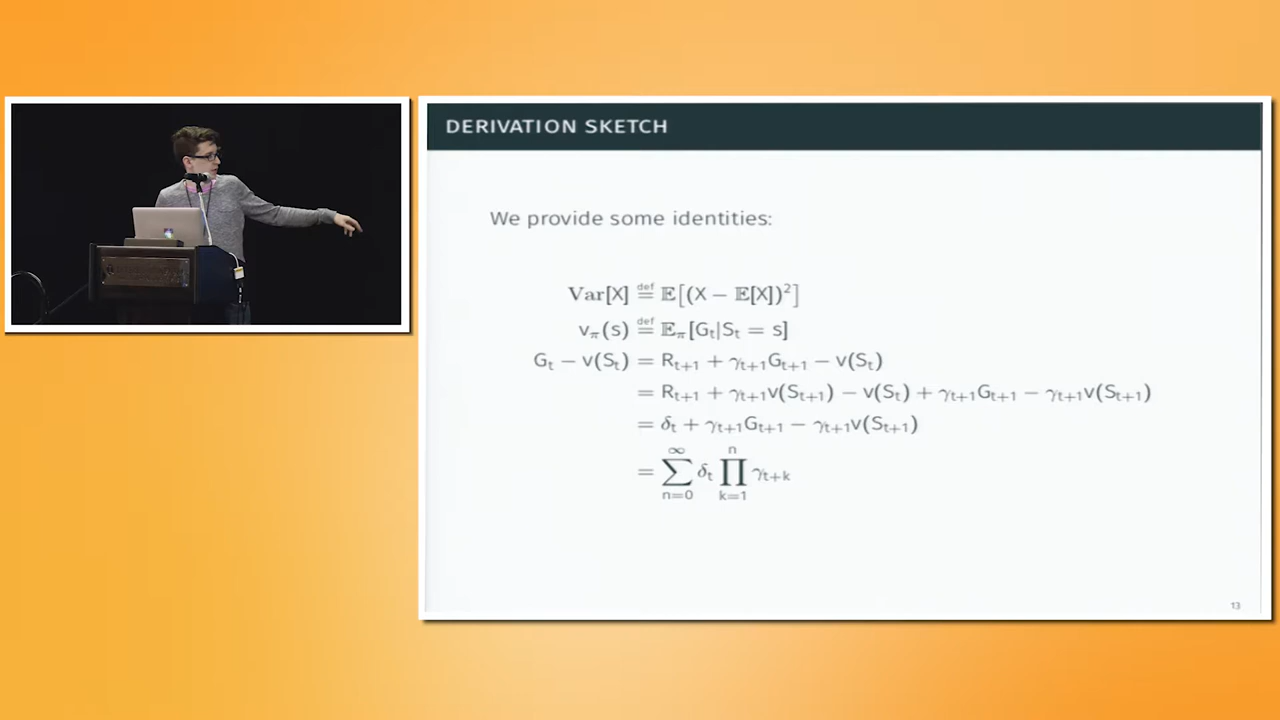 DERIVATION SKETCH
We provide some identities:
Var[X] def= 𝔼[(X − 𝔼[X])²]
v_π(s) def= 𝔼_π[G_t|S_t = s]
G_t − v(S_t) = R_{t+1} + γ_{t+1}G_{t+1} − v(S_t)
= R_{t+1} + γ_{t+1}v(S_{t+1}) − v(S_t) + γ_{t+1}G_{t+1} − γ_{t+1}v(S_{t+1})
= δ_t + γ_{t+1}G_{t+1} − γ_{t+1}v(S_{t+1})
= ∑_{n=0}^{∞} δ_t ∏_{k=1}^{n} γ_{t+k}
13